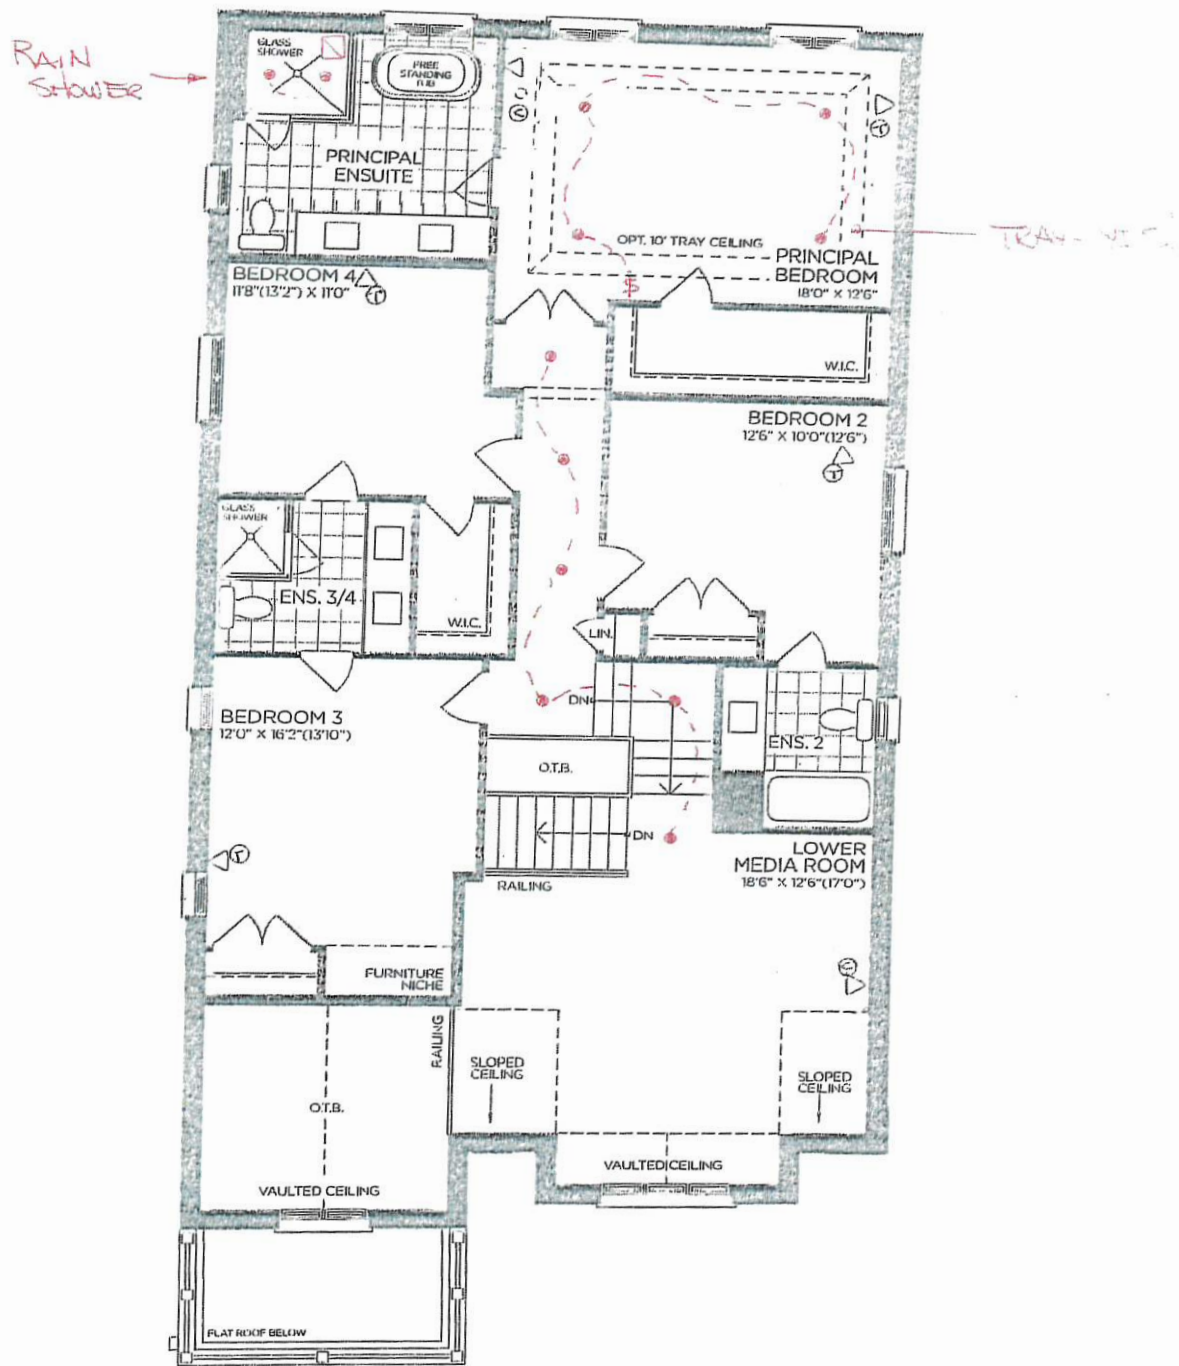 RAIN
SHOWER
GLASS
SHOWER
FREE
STANDING
TUB
PRINCIPAL
ENSUITE
OPT. 10' TRAY CEILING
TRAY
PRINCIPAL
BEDROOM
18'0" X 12'6"
$
BEDROOM 4
11'8"(13'2") X 11'0"
W.I.C.
BEDROOM 2
12'6" X 10'0"(12'6")
GLASS
SHOWER
ENS. 3/4
W.I.C.
LIN.
BEDROOM 3
12'0" X 16'2"(13'10")
DN
ENS. 2
O.T.B.
DN
RAILING
LOWER
MEDIA ROOM
18'6" X 12'6"(17'0")
FURNITURE
NICHE
RAILING
SLOPED
CEILING
SLOPED
CEILING
O.T.B.
VAULTED CEILING
VAULTED CEILING
FLAT ROOF BELOW